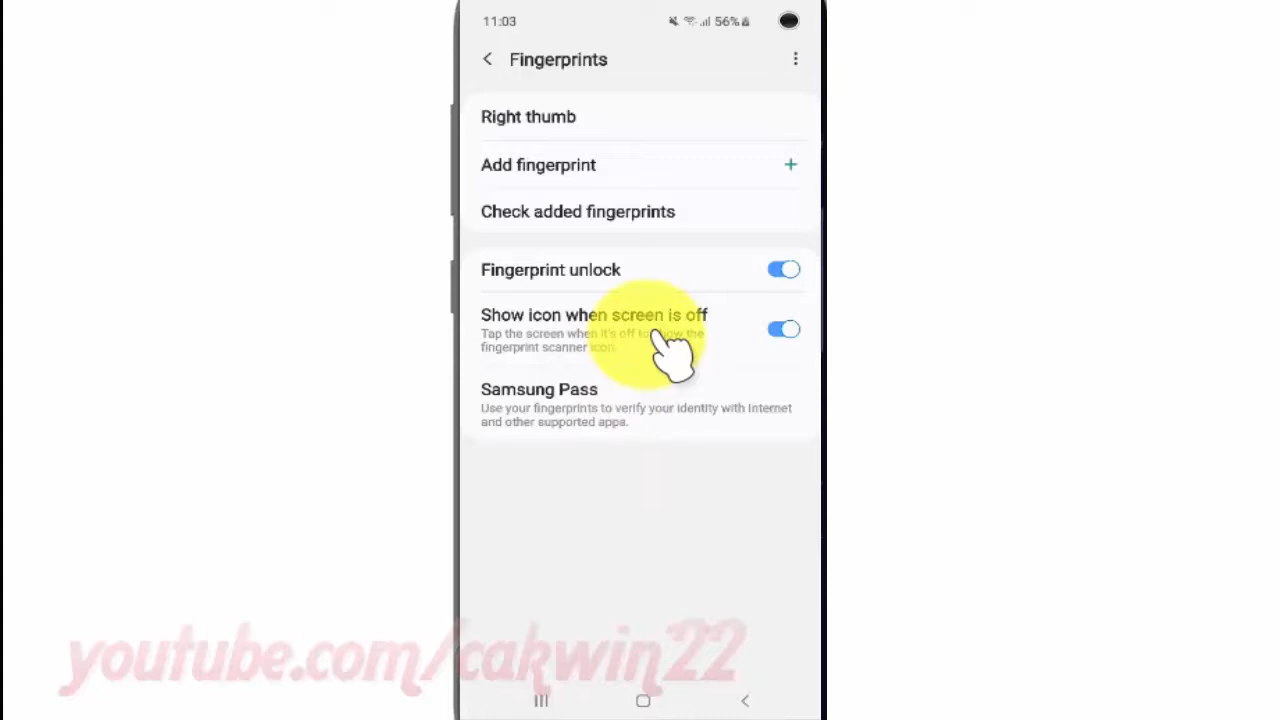 11:03
56%
Fingerprints
Right thumb
Add fingerprint
Check added fingerprints
Fingerprint unlock
Show icon when screen is off
Tap the screen when it's off to show the
fingerprint scanner icon.
Samsung Pass
Use your fingerprints to verify your identity with Internet
and other supported apps.
youtube.com/cakwin22